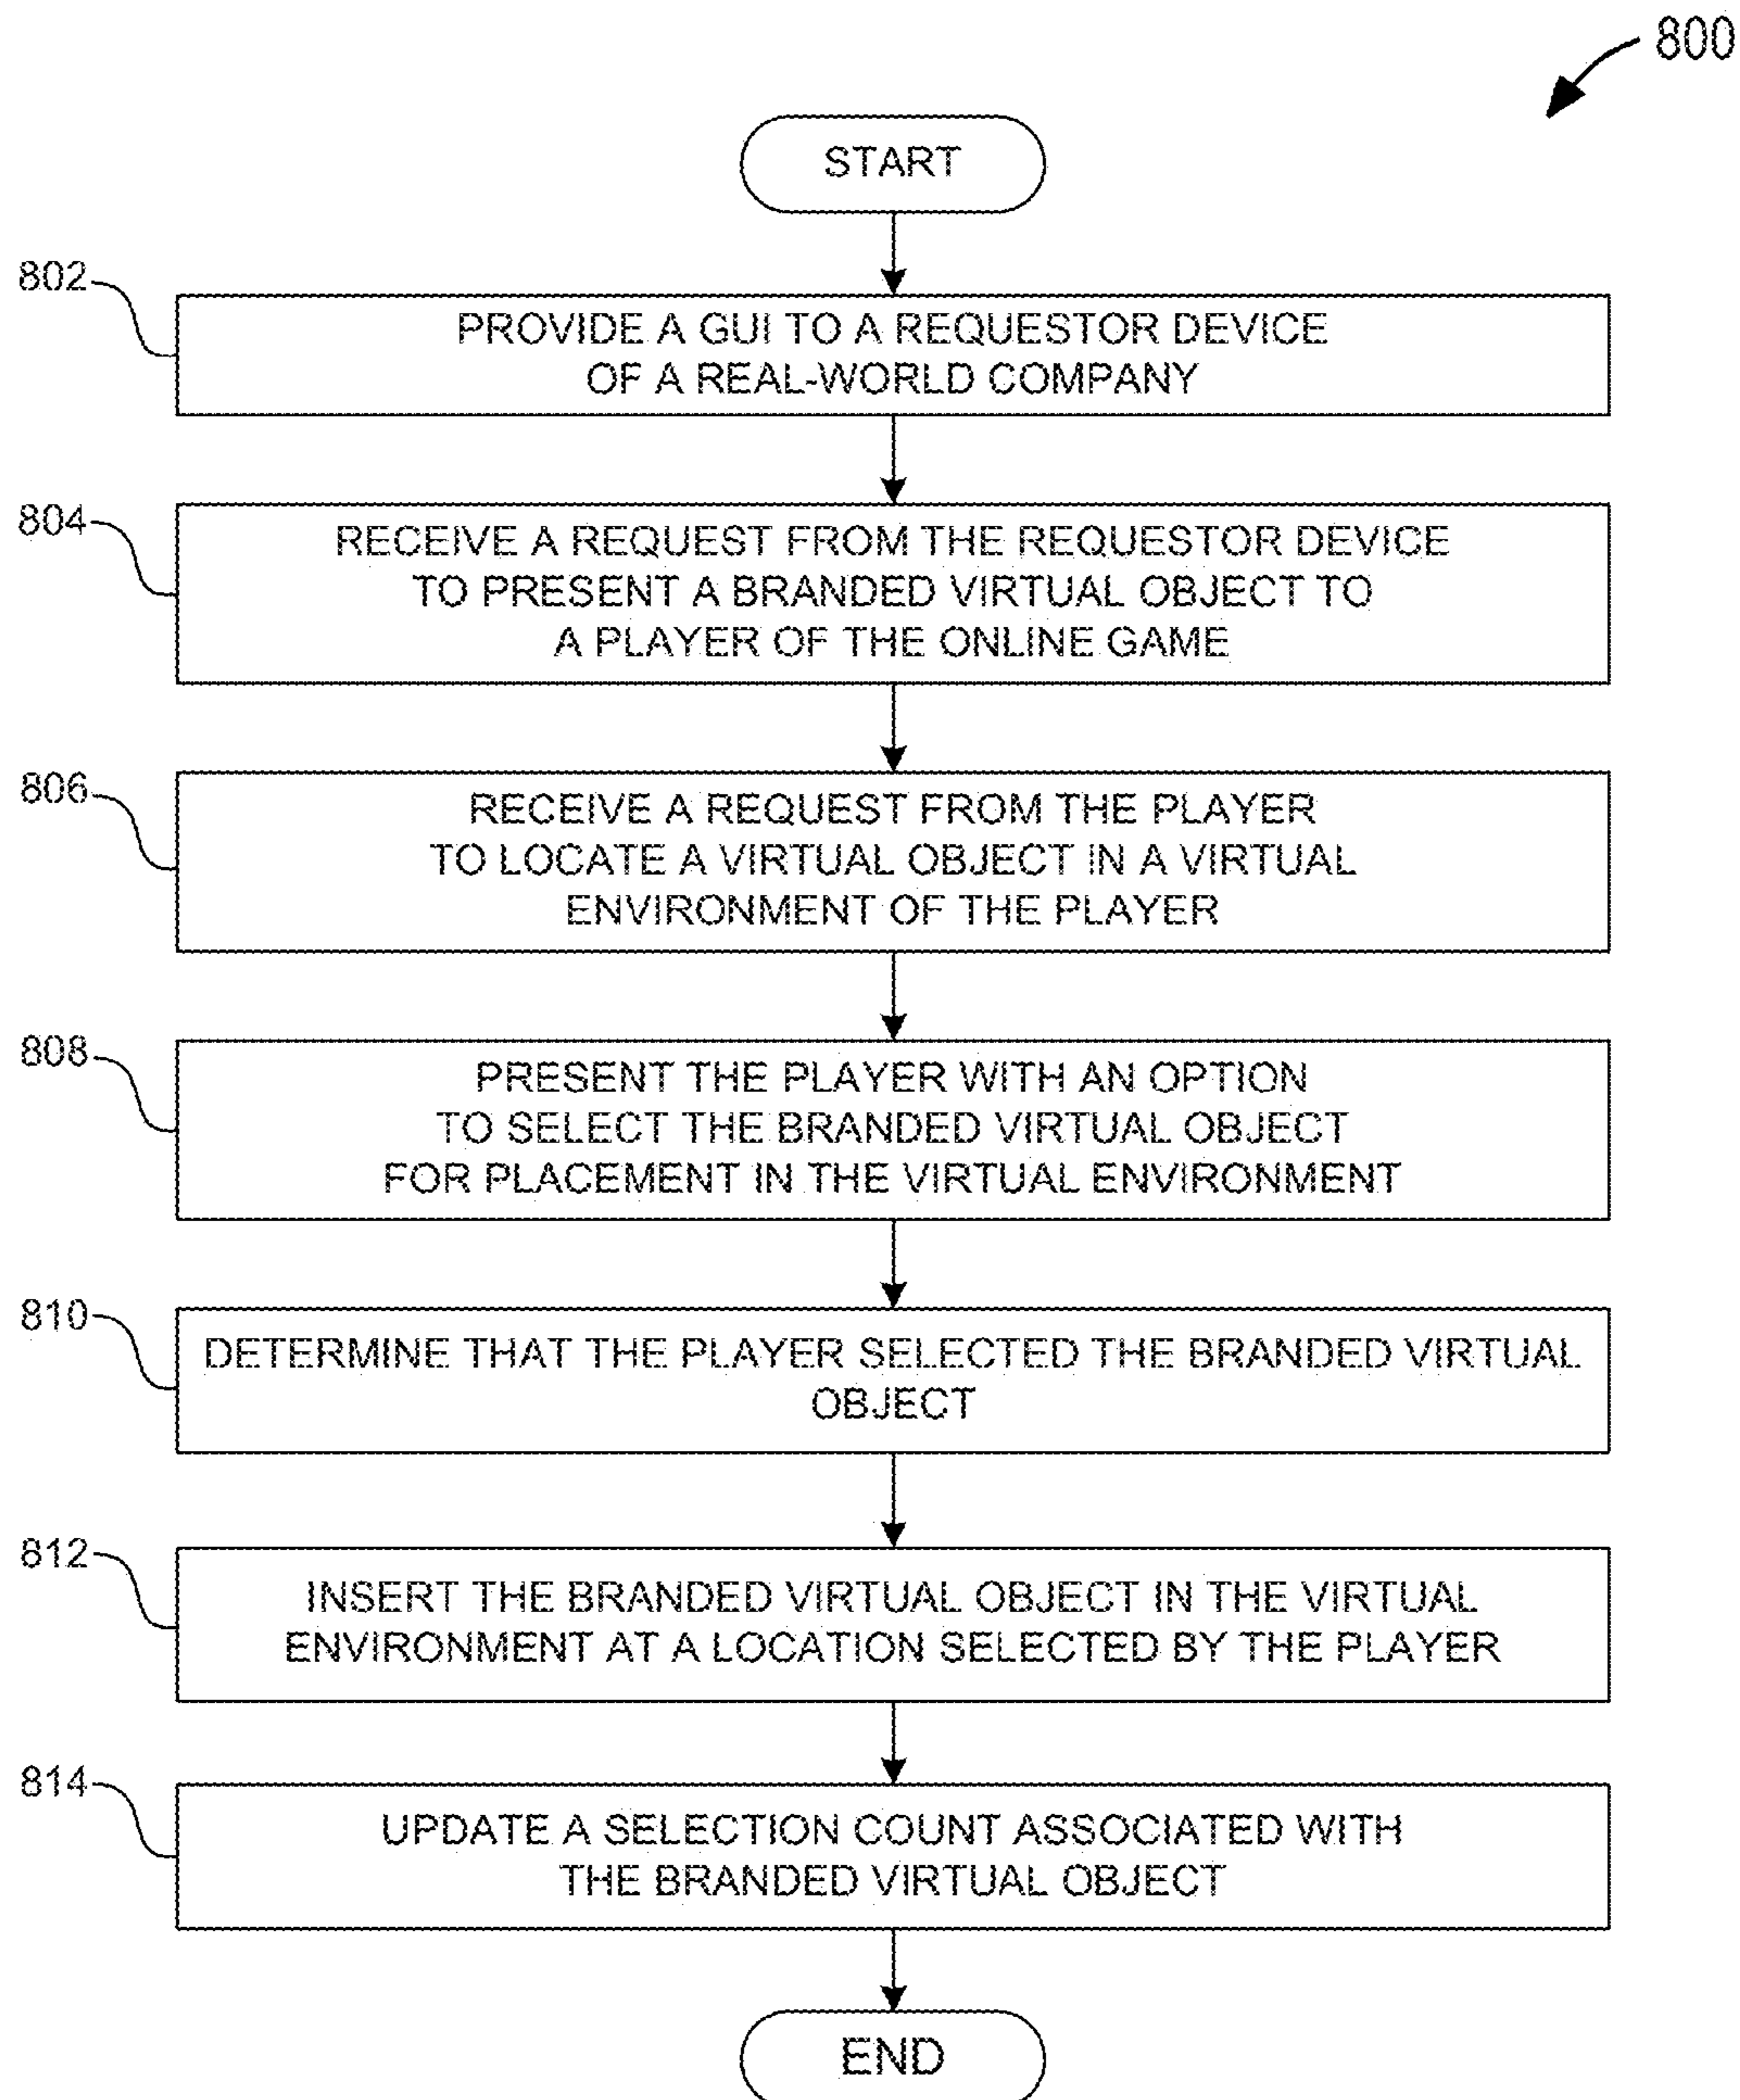 800
START
802
PROVIDE A GUI TO A REQUESTOR DEVICE
OF A REAL-WORLD COMPANY
804
RECEIVE A REQUEST FROM THE REQUESTOR DEVICE
TO PRESENT A BRANDED VIRTUAL OBJECT TO
A PLAYER OF THE ONLINE GAME
806
RECEIVE A REQUEST FROM THE PLAYER
TO LOCATE A VIRTUAL OBJECT IN A VIRTUAL
ENVIRONMENT OF THE PLAYER
808
PRESENT THE PLAYER WITH AN OPTION
TO SELECT THE BRANDED VIRTUAL OBJECT
FOR PLACEMENT IN THE VIRTUAL ENVIRONMENT
810
DETERMINE THAT THE PLAYER SELECTED THE BRANDED VIRTUAL
OBJECT
812
INSERT THE BRANDED VIRTUAL OBJECT IN THE VIRTUAL
ENVIRONMENT AT A LOCATION SELECTED BY THE PLAYER
814
UPDATE A SELECTION COUNT ASSOCIATED WITH
THE BRANDED VIRTUAL OBJECT
END